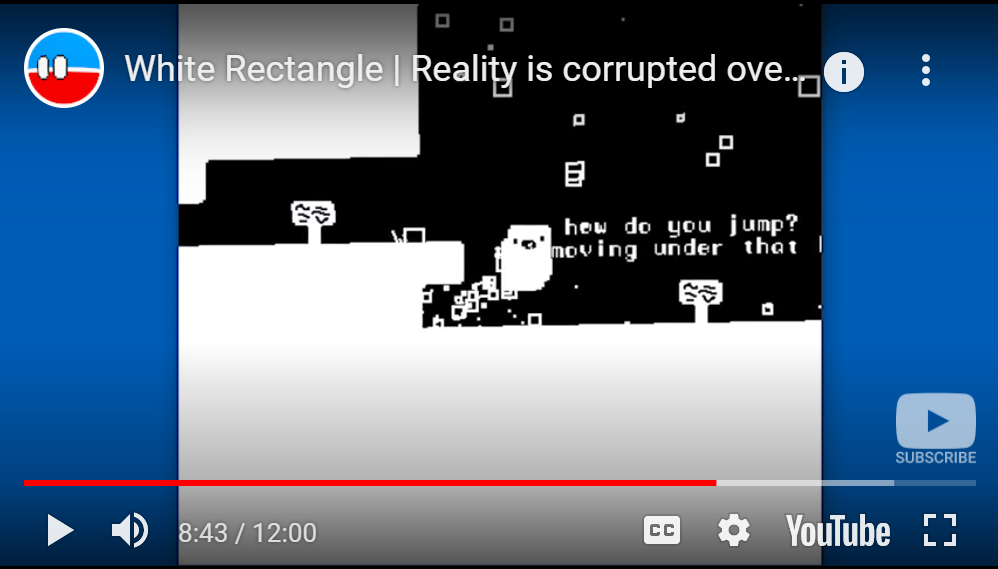 White Rectangle | Reality is corrupted ove...
i
how do you jump?
moving under that
SUBSCRIBE
8:43 / 12:00
CC
YouTube